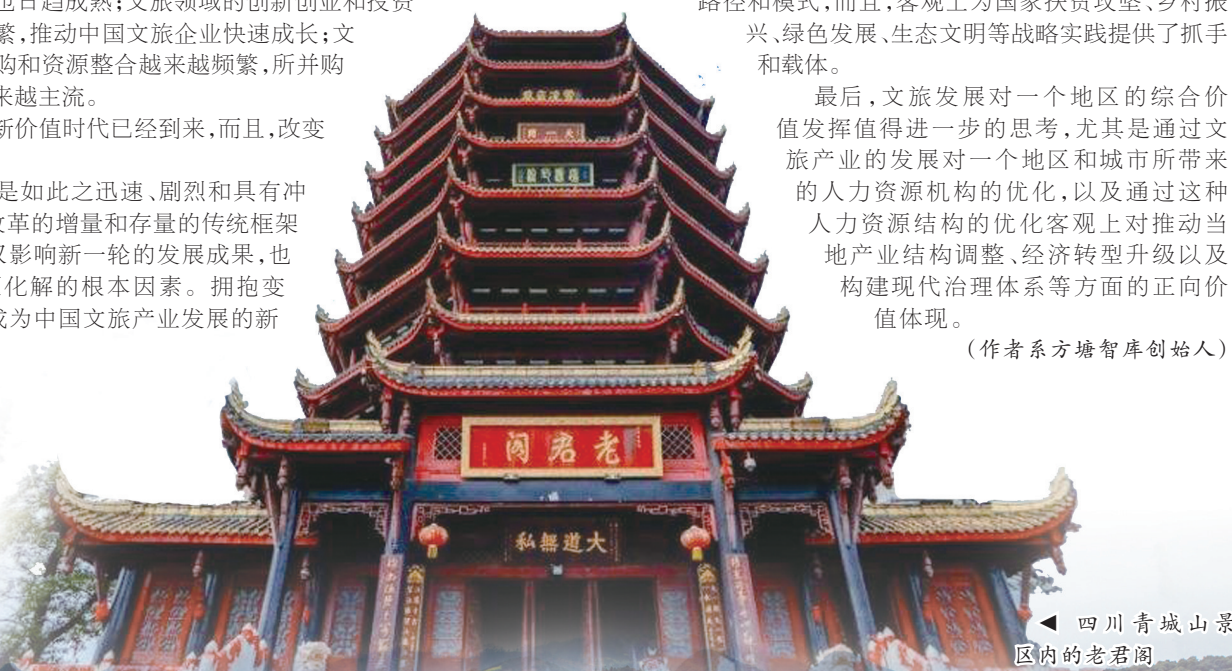 也日趋成熟;文旅领域的创新创业和投资
繁,推动中国文旅企业快速成长;文
购和资源整合越来越频繁,所并购
来越主流。
新价值时代已经到来,而且,改变
是如此之迅速、剧烈和具有冲
改革的增量和存量的传统框架
影响新一轮的发展成果,也
化解的根本因素。拥抱变
成为中国文旅产业发展的新
路径和模式,而且,客观上为国家扶贫攻坚、乡村振
兴、绿色发展、生态文明等战略实践提供了抓手
和载体。
最后,文旅发展对一个地区的综合价
值发挥值得进一步的思考,尤其是通过文
旅产业的发展对一个地区和城市所带来
的人力资源机构的优化,以及通过这种
人力资源结构的优化客观上对推动当
地产业结构调整、经济转型升级以及
构建现代治理体系等方面的正向价
值体现。
(作者系方塘智库创始人)
老君阁
大道無私
◀ 四川青城山景
区内的老君阁